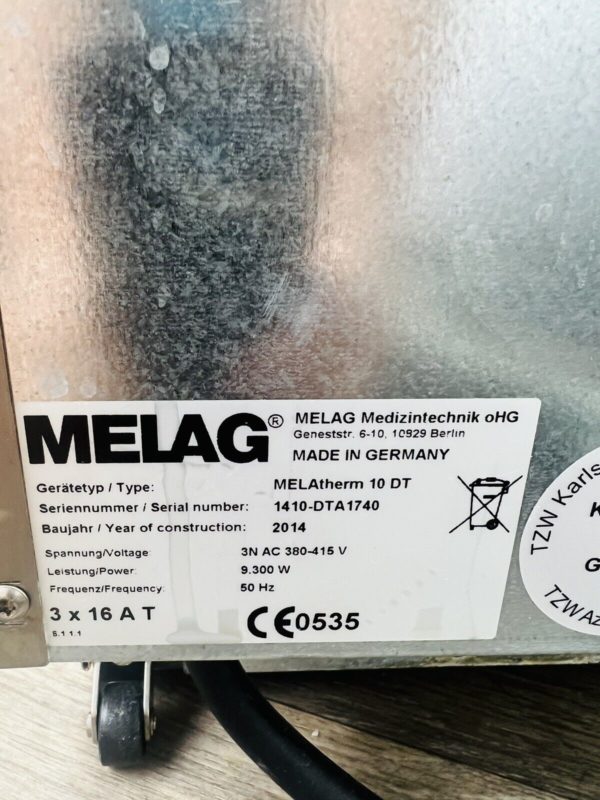 MELAG®
MELAG Medizintechnik oHG
Geneststr. 6-10, 10829 Berlin
MADE IN GERMANY
Gerätetyp / Type: MELAtherm 10 DT
Seriennummer / Serial number: 1410-DTA1740
Baujahr / Year of construction: 2014
Spannung/Voltage: 3N AC 380-415 V
Leistung/Power: 9.300 W
Frequenz/Frequency: 50 Hz
3 x 16 A T
CE0535
TZW Karls
K
G
TZW Az